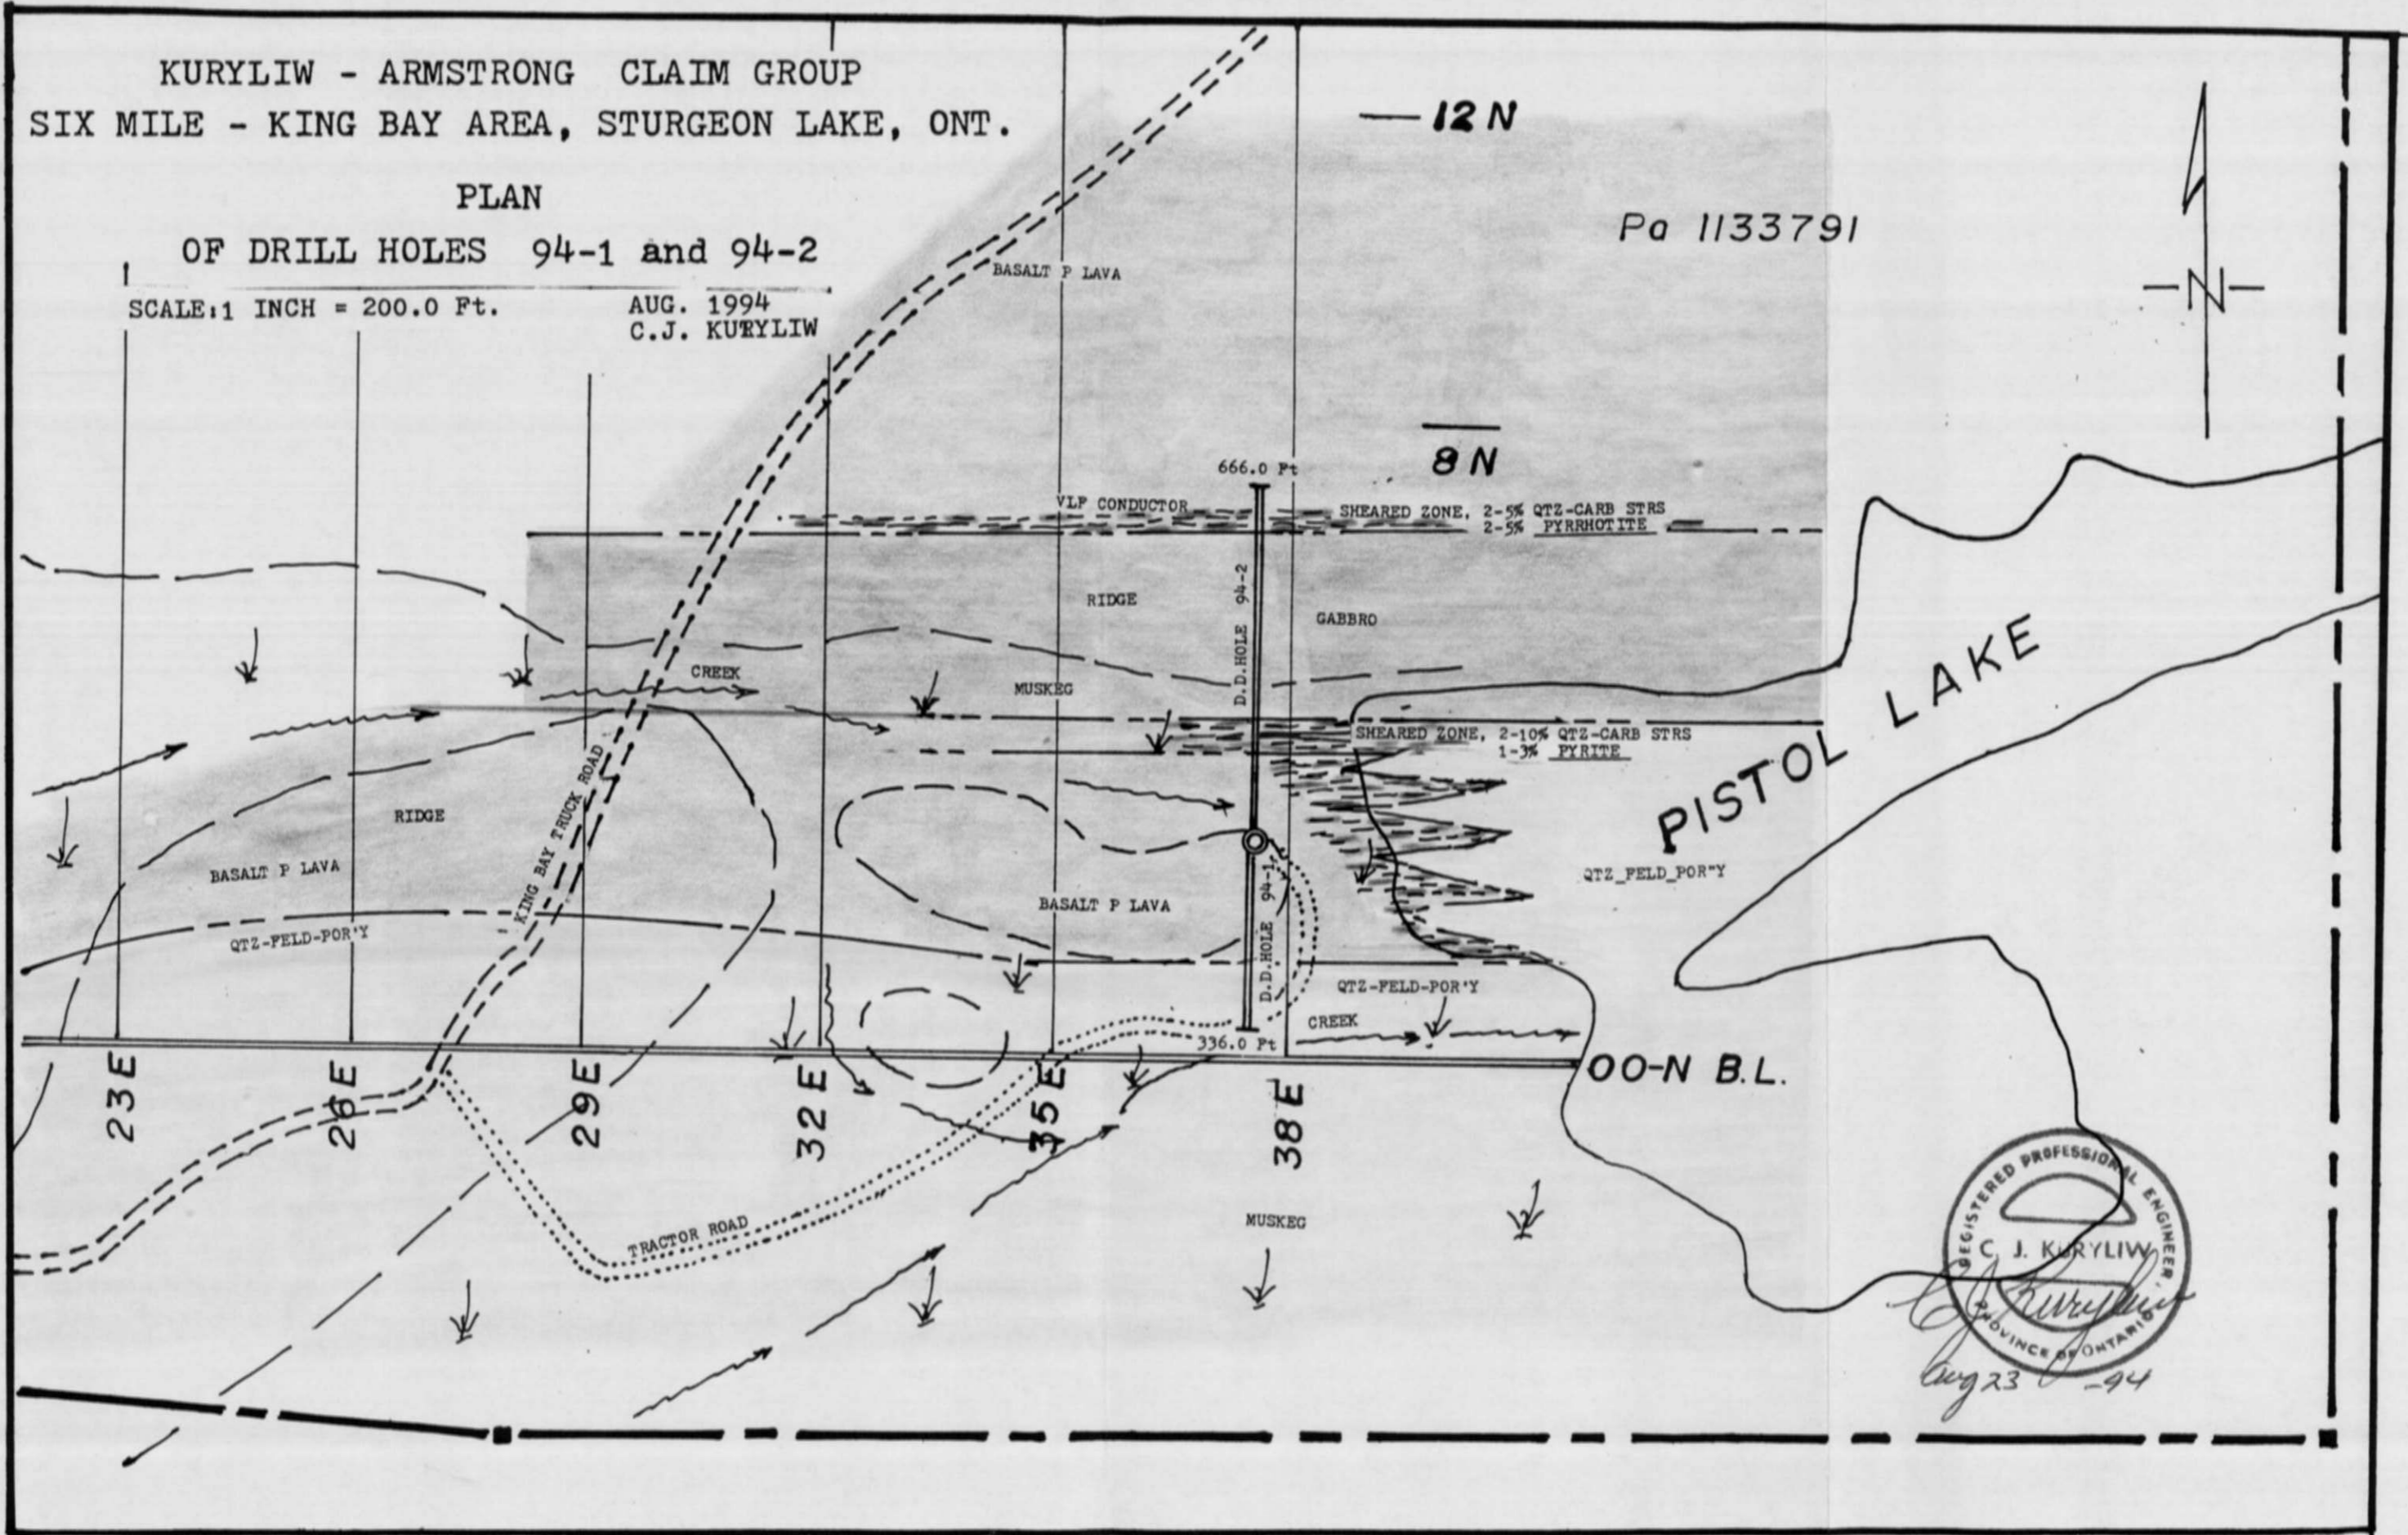 KURYLIW - ARMSTRONG CLAIM GROUP
SIX MILE - KING BAY AREA, STURGEON LAKE, ONT.
PLAN
OF DRILL HOLES 94-1 and 94-2
SCALE:1 INCH = 200.0 Ft.
AUG. 1994
C.J. KURYLIW
12 N
Pa 1133791
N
BASALT P LAVA
8 N
666.0 Ft
VLF CONDUCTOR
SHEARED ZONE, 2-5% QTZ-CARB STRS
2-5% PYRRHOTITE
RIDGE
D.D.HOLE 94-2
GABBRO
CREEK
MUSKEG
SHEARED ZONE, 2-10% QTZ-CARB STRS
1-3% PYRITE
PISTOL LAKE
KING BAY TRUCK ROAD
RIDGE
BASALT P LAVA
QTZ-FELD-POR'Y
BASALT P LAVA
D.D.HOLE 94-1
QTZ_FELD_POR"Y
QTZ-FELD-POR'Y
CREEK
336.0 Ft
00-N B.L.
23E
26E
29E
32E
35E
38E
TRACTOR ROAD
MUSKEG
REGISTERED PROFESSIONAL ENGINEER,
C. J. KURYLIW
PROVINCE OF ONTARIO
CJ Kuryliw
Aug 23 -94